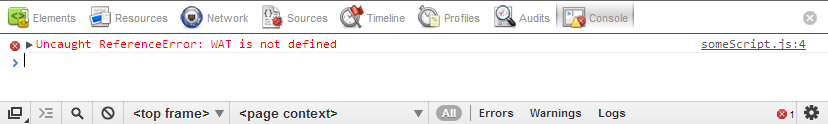 Elements Resources Network Sources Timeline Profiles Audits Console
Uncaught ReferenceError: WAT is not defined someScript.js:4
<top frame> <page context> All Errors Warnings Logs 1